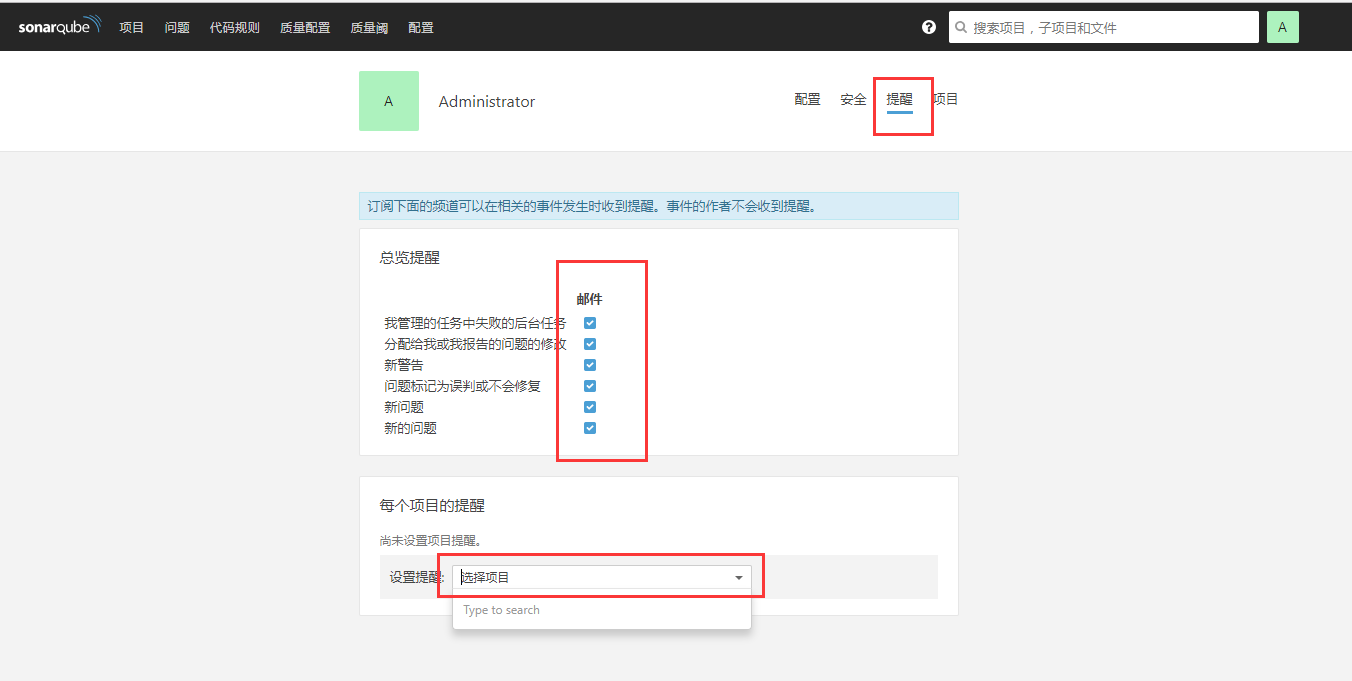 sonarqube 项目 问题 代码规则 质量配置 质量阈 配置 ? 搜索项目，子项目和文件 A
A Administrator 配置 安全 提醒 项目
订阅下面的频道可以在相关的事件发生时收到提醒。事件的作者不会收到提醒。
总览提醒
邮件
我管理的任务中失败的后台任务
分配给我或我报告的问题的修改
新警告
问题标记为误判或不会修复
新问题
新的问题
每个项目的提醒
尚未设置项目提醒。
设置提醒: 选择项目
Type to search